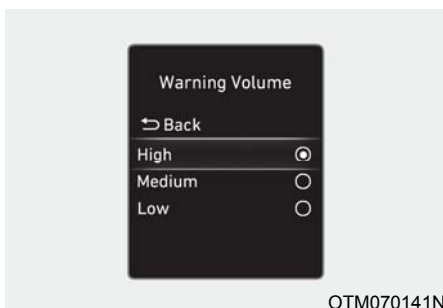 Warning Volume
Back
High
Medium
Low
OTM070141N